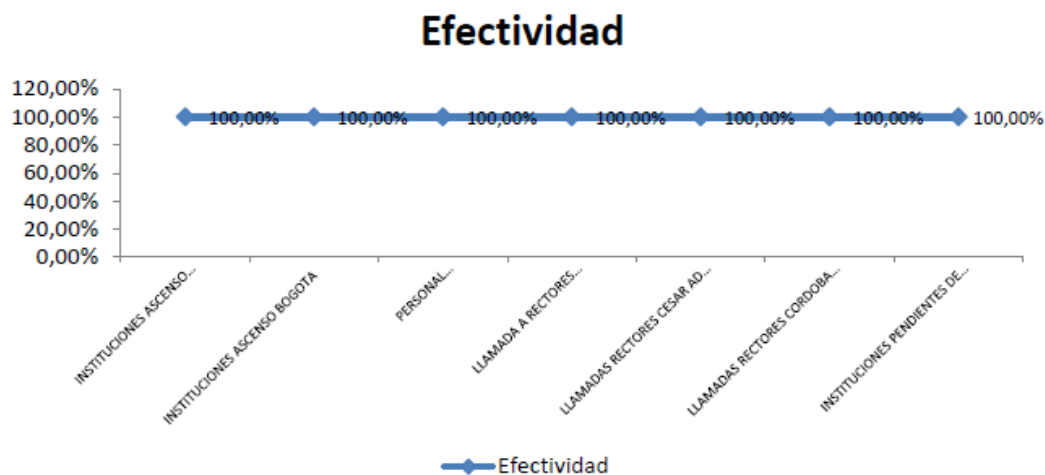 Efectividad
120,00%
100,00%
80,00%
60,00%
40,00%
20,00%
0,00%
100,00%
100,00%
100,00%
100,00%
100,00%
100,00%
100,00%
INSTITUCIONES ASCENSO...
INSTITUCIONES ASCENSO BOGOTA
PERSONAL...
LLAMADA A RECTORES...
LLAMADAS RECTORES CESAR AD...
LLAMADAS RECTORES CORDOBA...
INSTITUCIONES PENDIENTES DE...
Efectividad